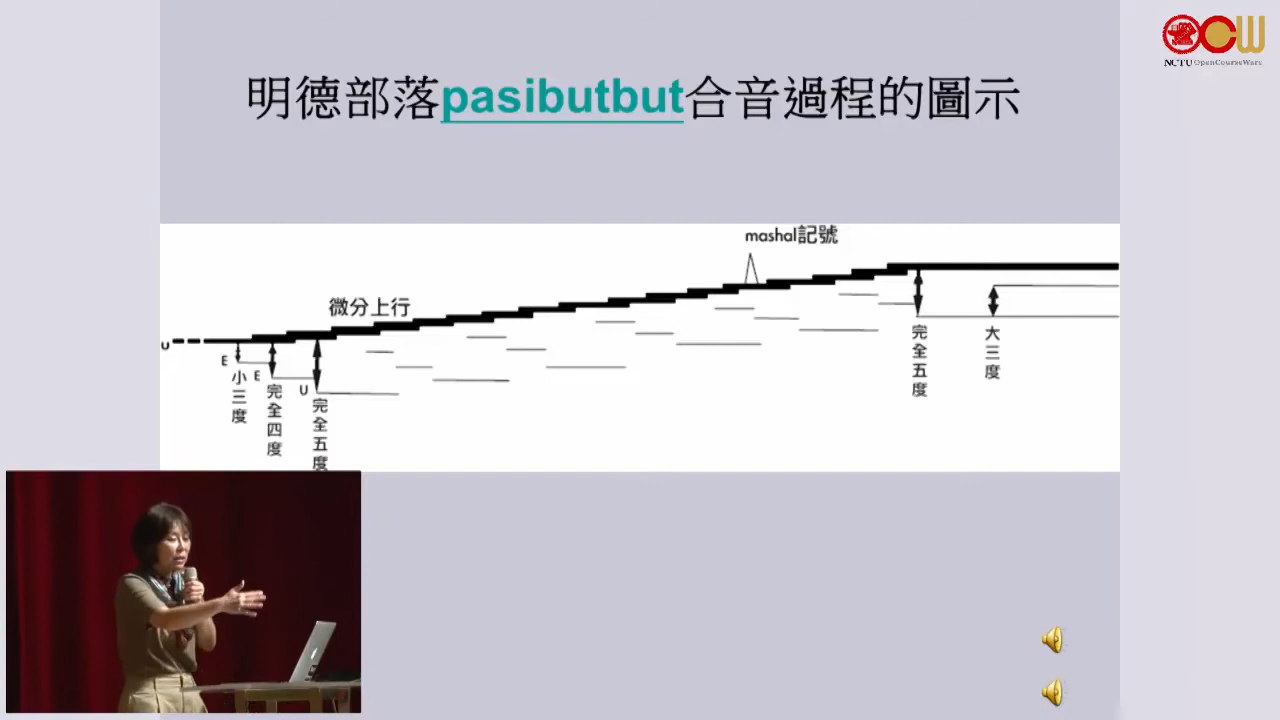 NCTU OpenCourseWare
明德部落pasibutbut合音過程的圖示
mashal記號
微分上行
U
E
小三度
E
完全四度
U
完全五度
完全五度
大三度